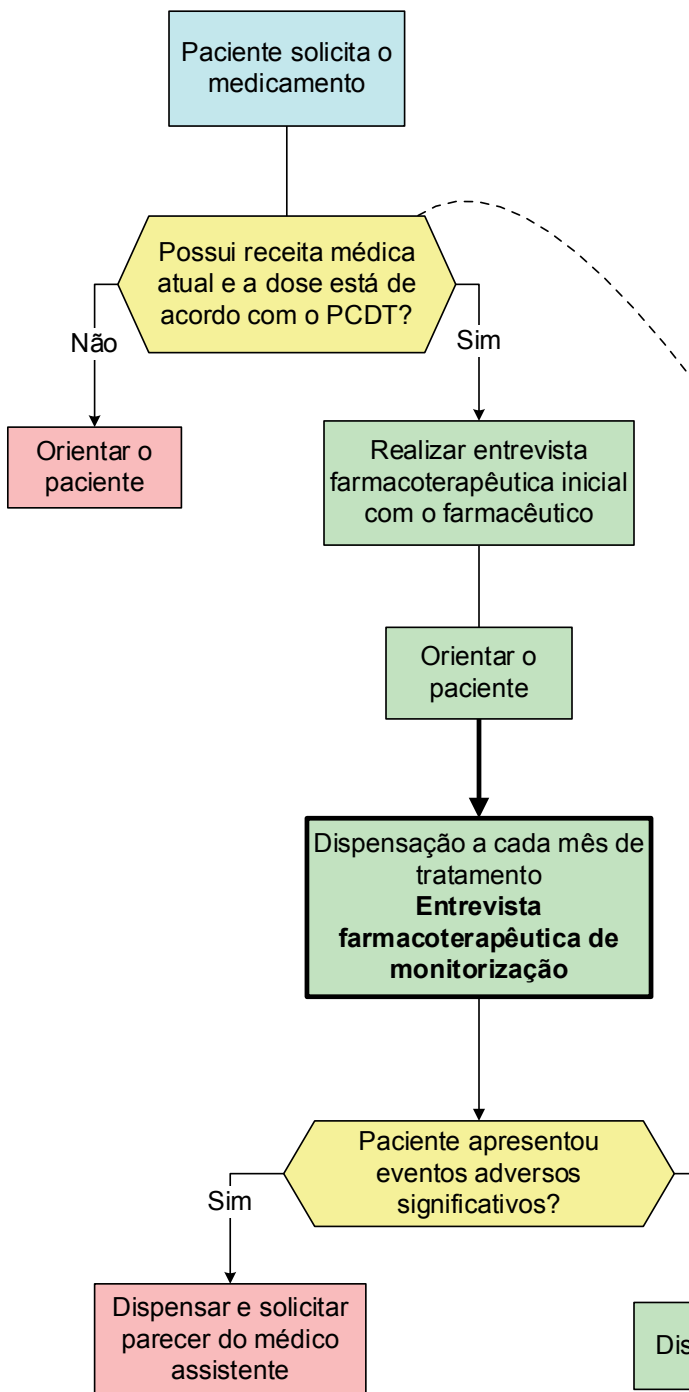 Paciente solicita o
medicamento
Possui receita médica
atual e a dose está de
acordo com o PCDT?
Não
Sim
Orientar o
paciente
Realizar entrevista
farmacoterapêutica inicial
com o farmacêutico
Orientar o
paciente
Dispensação a cada mês de
tratamento
Entrevista
farmacoterapêutica de
monitorização
Paciente apresentou
eventos adversos
significativos?
Sim
Dispensar e solicitar
parecer do médico
assistente
Dis